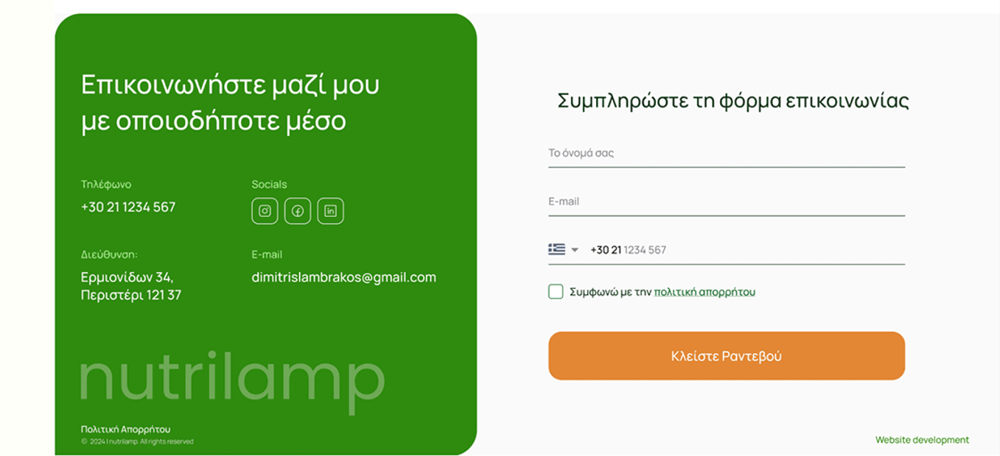 Επικοινωνήστε μαζί μου
με οποιοδήποτε μέσο
Τηλέφωνο
+30 21 1234 567
Socials
Διεύθυνση:
Ερμιονίδων 34,
Περιστέρι 121 37
E-mail
dimitrislambrakos@gmail.com
nutrilamp
Πολιτική Απορρήτου
© 2024 | nutrilamp. All rights reserved
Συμπληρώστε τη φόρμα επικοινωνίας
Το όνομά σας
E-mail
+30 21 1234 567
Συμφωνώ με την πολιτική απορρήτου
Κλείστε Ραντεβού
Website development